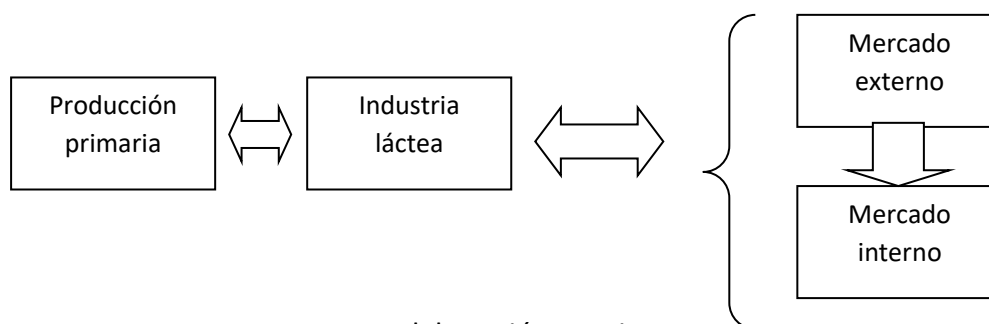 Producción
primaria
Industria
láctea
Mercado
externo
Mercado
interno